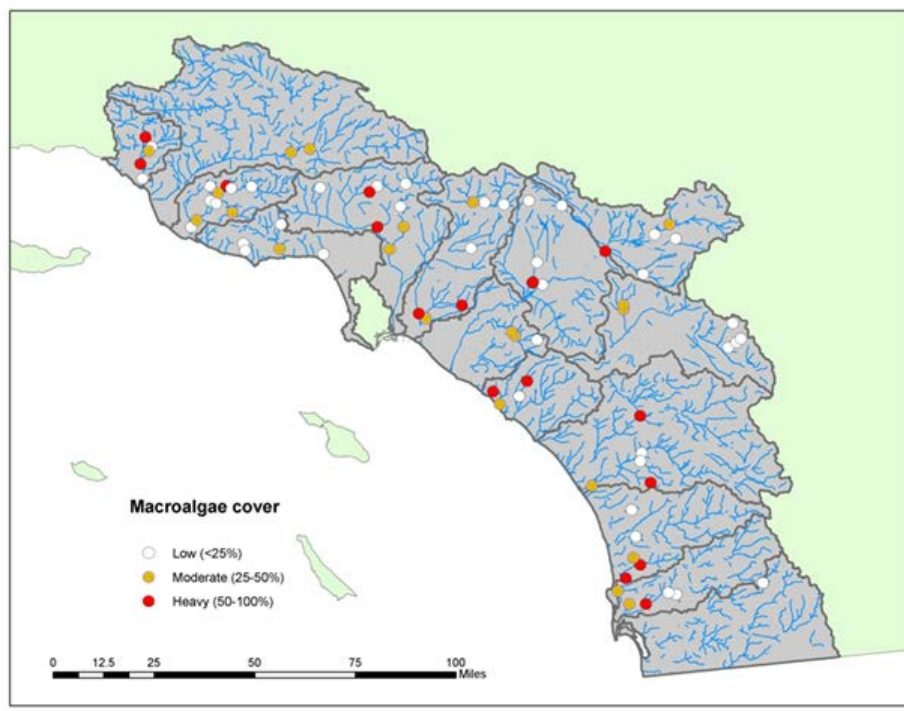 Macroalgae cover
Low (<25%)
Moderate (25-50%)
Heavy (50-100%)
0 12.5 25 50 75 100
Miles